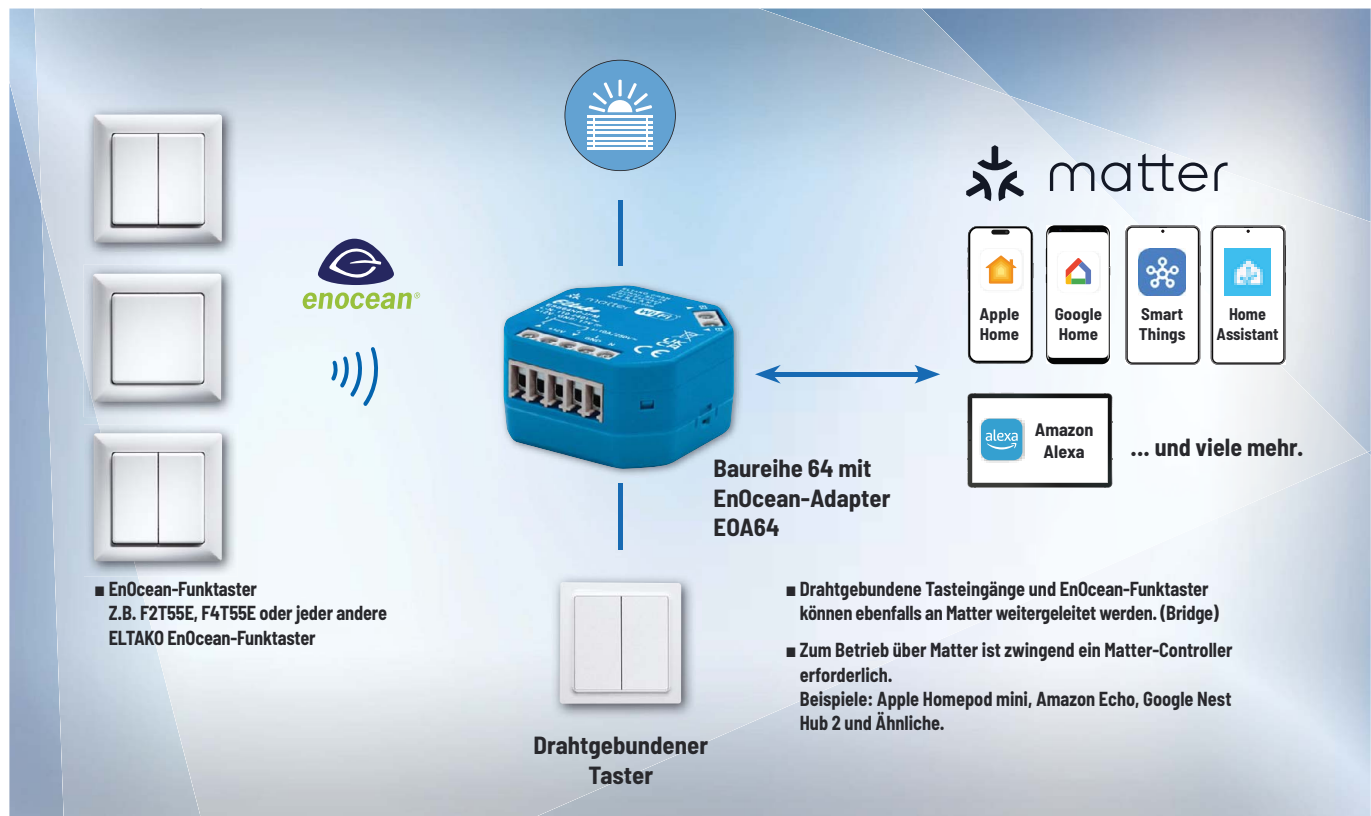 enocean®
matter
Apple
Home
Google
Home
Smart
Things
Home
Assistant
alexa
Amazon
Alexa
... und viele mehr.
matter
WiFi
Baureihe 64 mit
EnOcean-Adapter
EOA64
■ EnOcean-Funktaster
Z.B. F2T55E, F4T55E oder jeder andere
ELTAKO EnOcean-Funktaster
Drahtgebundener
Taster
■ Drahtgebundene Tasteingänge und EnOcean-Funktaster
können ebenfalls an Matter weitergeleitet werden. (Bridge)
■ Zum Betrieb über Matter ist zwingend ein Matter-Controller
erforderlich.
Beispiele: Apple Homepod mini, Amazon Echo, Google Nest
Hub 2 und Ähnliche.